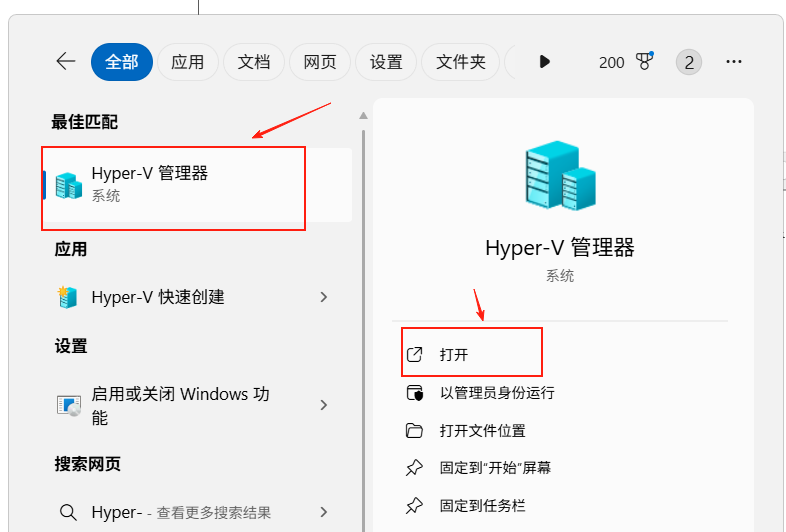 全部 应用 文档 网页 设置 文件夹 200 2
最佳匹配
Hyper-V 管理器
系统
应用
Hyper-V 快速创建
设置
启用或关闭 Windows 功
能
搜索网页
Hyper- - 查看更多搜索结果
Hyper-V 管理器
系统
打开
以管理员身份运行
打开文件位置
固定到"开始"屏幕
固定到任务栏